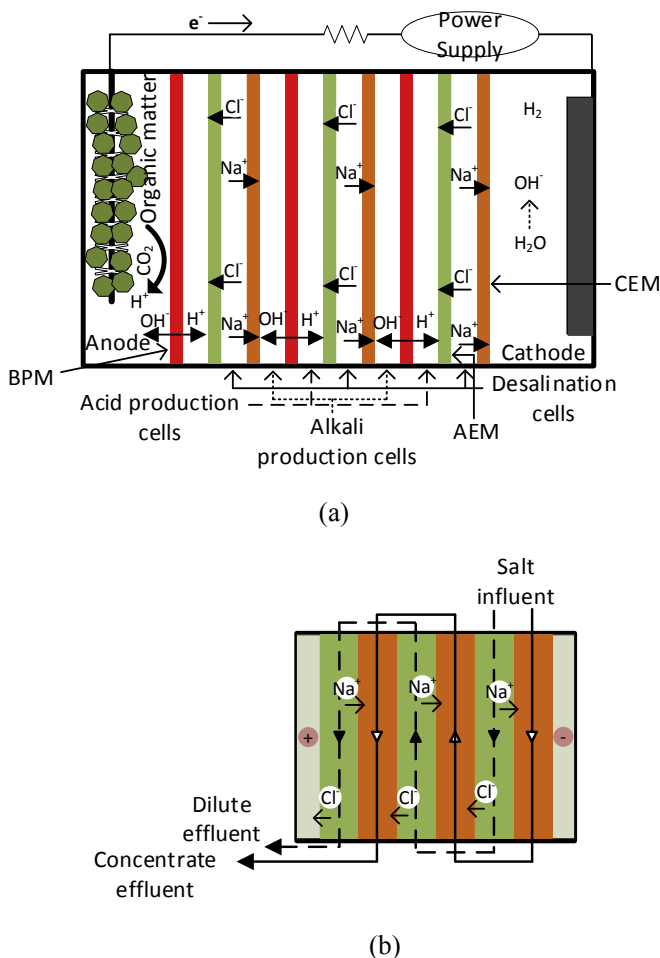 e⁻
Power
Supply
Organic matter
CO₂
H⁺
Cl⁻
Cl⁻
Cl⁻
H₂
Na⁺
Na⁺
Na⁺
OH⁻
H₂O
Cl⁻
Cl⁻
Cl⁻
CEM
OH⁻
H⁺
Na⁺
OH⁻
H⁺
Na⁺
OH⁻
H⁺
Na⁺
Anode
Cathode
BPM
Acid production
cells
Alkali
production cells
AEM
Desalination
cells
(a)
Salt
influent
Na⁺
Na⁺
Na⁺
+
-
Cl⁻
Cl⁻
Cl⁻
Dilute
effluent
Concentrate
effluent
(b)